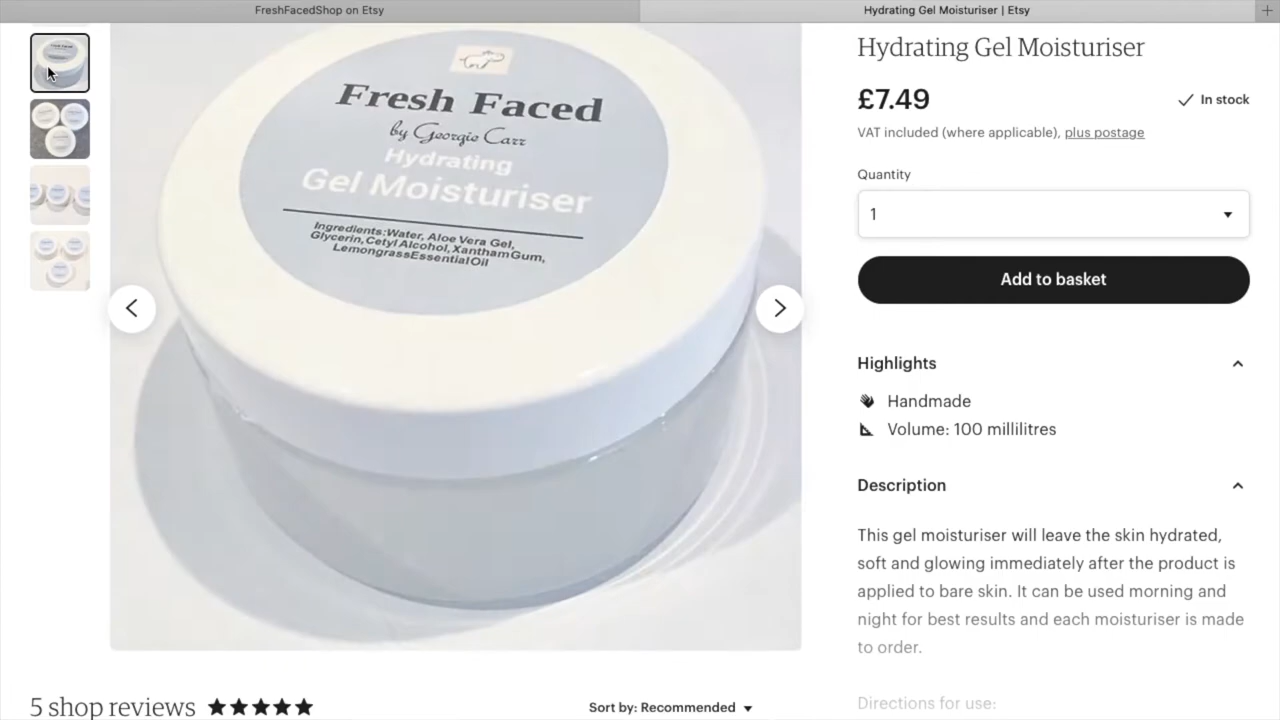 FreshFacedShop on Etsy
Hydrating Gel Moisturiser | Etsy
Fresh Faced
by Georgie Carr
Hydrating
Gel Moisturiser
Ingredients:Water, Aloe Vera Gel,
Glycerin, Cetyl Alcohol, Xantham Gum,
LemongrassEssentialOil
Hydrating Gel Moisturiser
£7.49
In stock
VAT included (where applicable), plus postage
Quantity
1
Add to basket
Highlights
Handmade
Volume: 100 millilitres
Description
This gel moisturiser will leave the skin hydrated,
soft and glowing immediately after the product is
applied to bare skin. It can be used morning and
night for best results and each moisturiser is made
to order.
Directions for use:
5 shop reviews
Sort by: Recommended